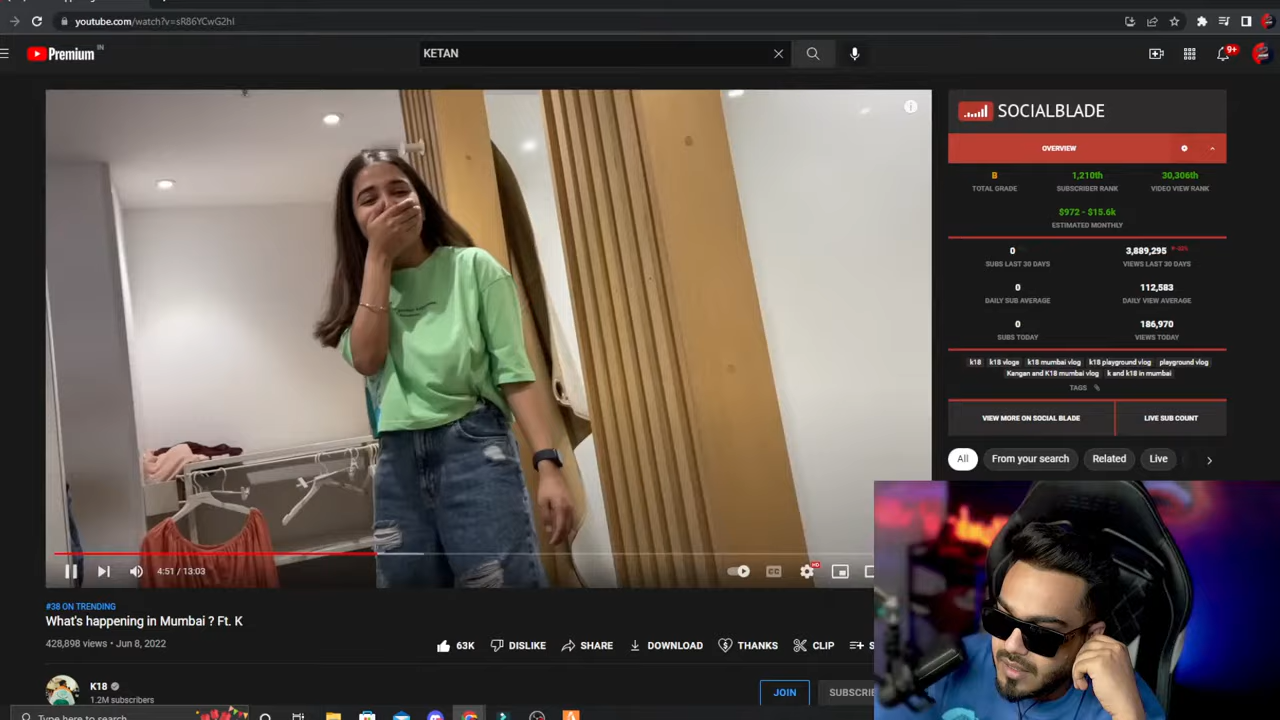 youtube.com/watch?v=sR86YCwG2hI
Premium IN
KETAN
9+
SOCIALBLADE
OVERVIEW
B
1,210th
30,306th
TOTAL GRADE
SUBSCRIBER RANK
VIDEO VIEW RANK
$972 - $15.6k
ESTIMATED MONTHLY
0
3,889,295
SUBS LAST 30 DAYS
VIEWS LAST 30 DAYS
0
112,583
DAILY SUB AVERAGE
DAILY VIEW AVERAGE
0
186,970
SUBS TODAY
VIEWS TODAY
k18 k18 vlogs k18 mumbai vlog k18 playground vlog playground vlog
Kangan and K18 mumbai vlog k and k18 in mumbai
TAGS
VIEW MORE ON SOCIAL BLADE
LIVE SUB COUNT
All
From your search
Related
Live
4:51 / 13:03
CC
HD
#38 ON TRENDING
What's happening in Mumbai ? Ft. K
428,898 views • Jun 8, 2022
63K
DISLIKE
SHARE
DOWNLOAD
THANKS
CLIP
S
K18
1.2M subscribers
JOIN
SUBSCRIBE
Type here to search